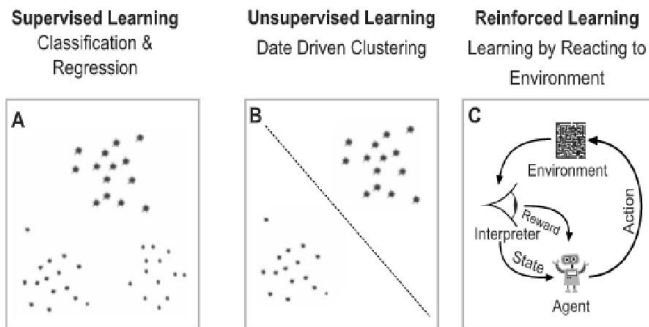 Supervised Learning
Classification &
Regression
Unsupervised Learning
Date Driven Clustering
Reinforced Learning
Learning by Reacting to
Environment
A
B
C
Environment
Interpreter
Reward
State
Action
Agent